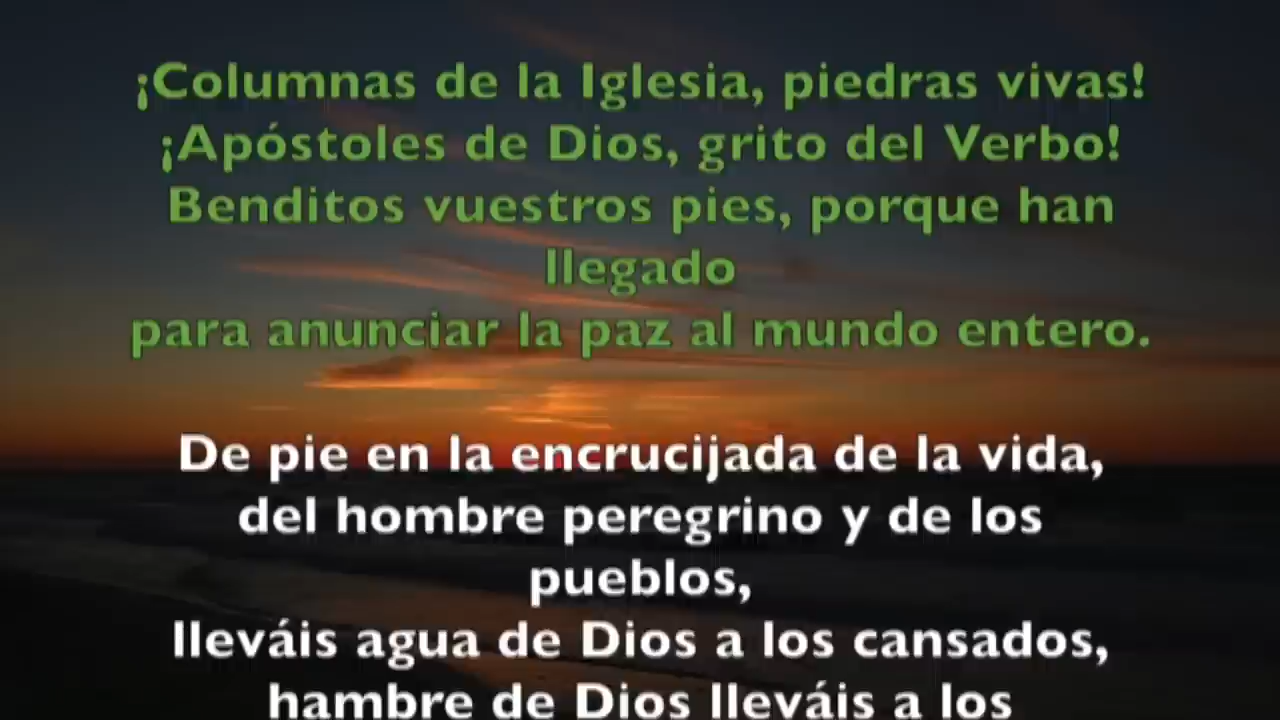 ¡Columnas de la Iglesia, piedras vivas!
¡Apóstoles de Dios, grito del Verbo!
Benditos vuestros pies, porque han
llegado
para anunciar la paz al mundo entero.
De pie en la encrucijada de la vida,
del hombre peregrino y de los
pueblos,
lleváis agua de Dios a los cansados,
hambre de Dios lleváis a los